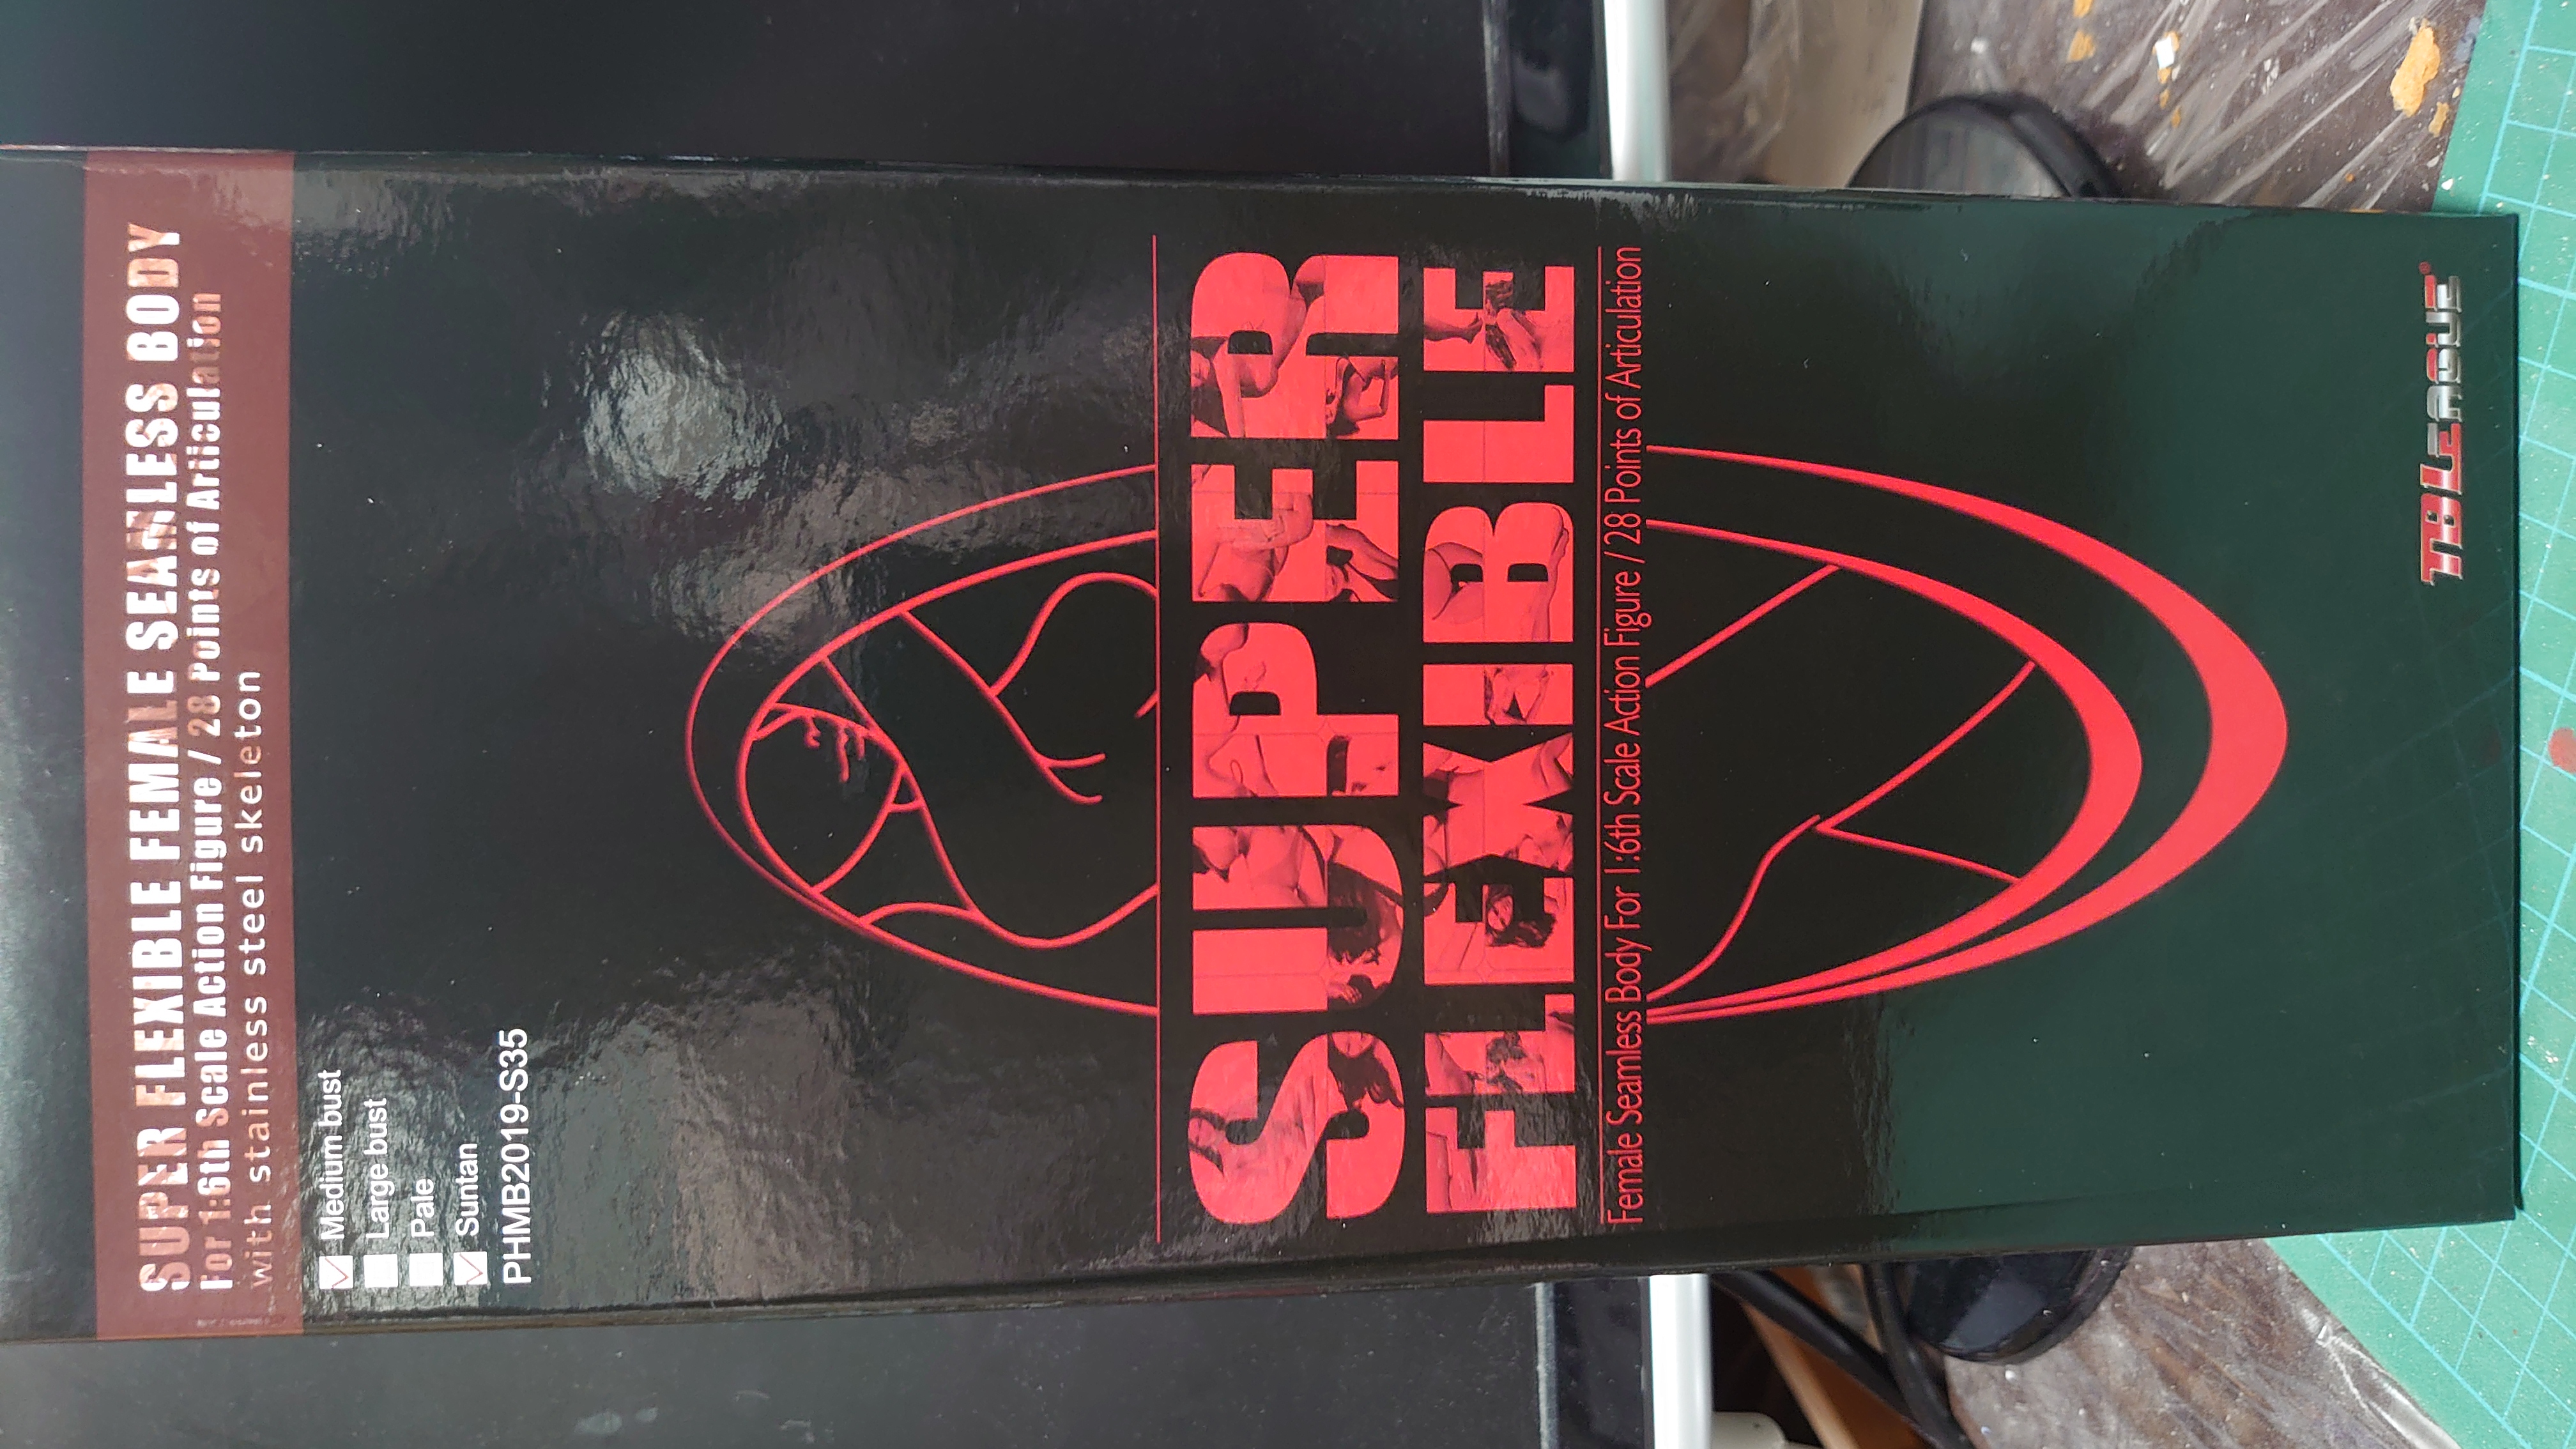 SUPER FLEXIBLE FEMALE SEAMLESS BODY
For 1:6th Scale Action Figure / 28 Points of Articulation
with stainless steel skeleton
Medium bust
Large bust
Pale
Suntan
PHMB2019-S35
SUPER
FLEXIBLE
Female Seamless Body For 1:6th Scale Action Figure / 28 Points of Articulation
TBLEAGUE®